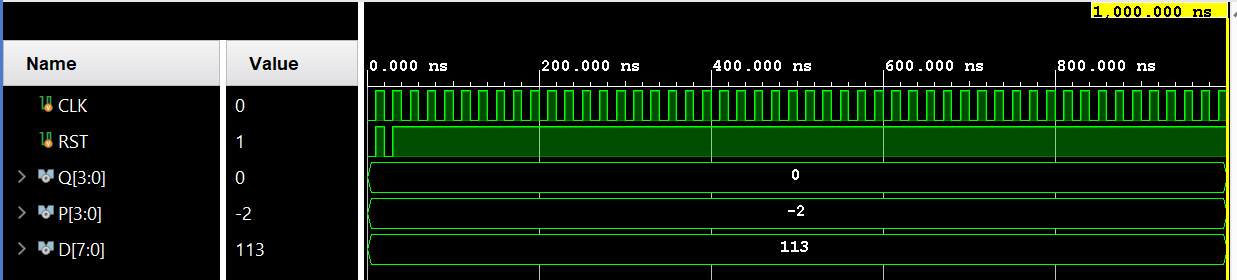 1,000.000 ns
Name Value
0.000 ns 200.000 ns 400.000 ns 600.000 ns 800.000 ns
CLK 0
RST 1
Q[3:0] 0 0
P[3:0] -2 -2
D[7:0] 113 113